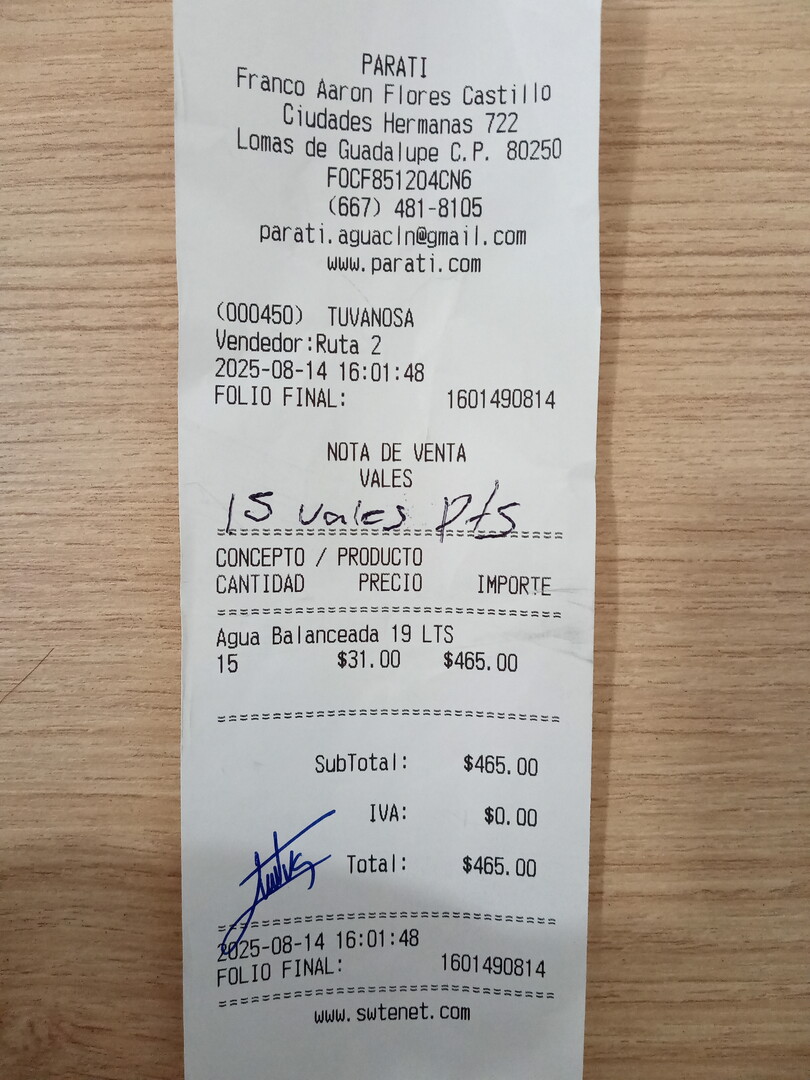 PARATI
Franco Aaron Flores Castillo
Ciudades Hermanas 722
Lomas de Guadalupe C.P. 80250
FOCF851204CN6
(667) 481-8105
parati.aguacln@gmail.com
www.parati.com
(000450) TUVANOSA
Vendedor:Ruta 2
2025-08-14 16:01:48
FOLIO FINAL: 1601490814
NOTA DE VENTA
VALES
15 vales Pts
CONCEPTO / PRODUCTO
CANTIDAD PRECIO IMPORTE
Agua Balanceada 19 LTS
15 $31.00 $465.00
SubTotal: $465.00
IVA: $0.00
Total: $465.00
2025-08-14 16:01:48
FOLIO FINAL: 1601490814
www.swtenet.com